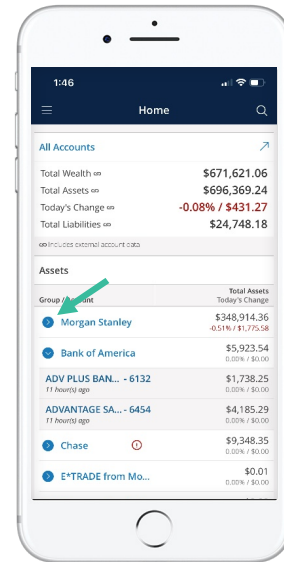 1:46
Home
All Accounts
Total Wealth $671,621.06
Total Assets $696,369.24
Today's Change -0.08% / $431.27
Total Liabilities $24,748.18
includes external account data
Assets
Total Assets
Group / Account Today's Change
Morgan Stanley $348,914.36
-0.51% / $1,775.58
Bank of America $5,923.54
0.00% / $0.00
ADV PLUS BAN... - 6132 $1,738.25
11 hour(s) ago 0.00% / $0.00
ADVANTAGE SA... - 6454 $4,185.29
11 hour(s) ago 0.00% / $0.00
Chase $9,348.35
0.00% / $0.00
E*TRADE from Mo... $0.01
0.00% / $0.00